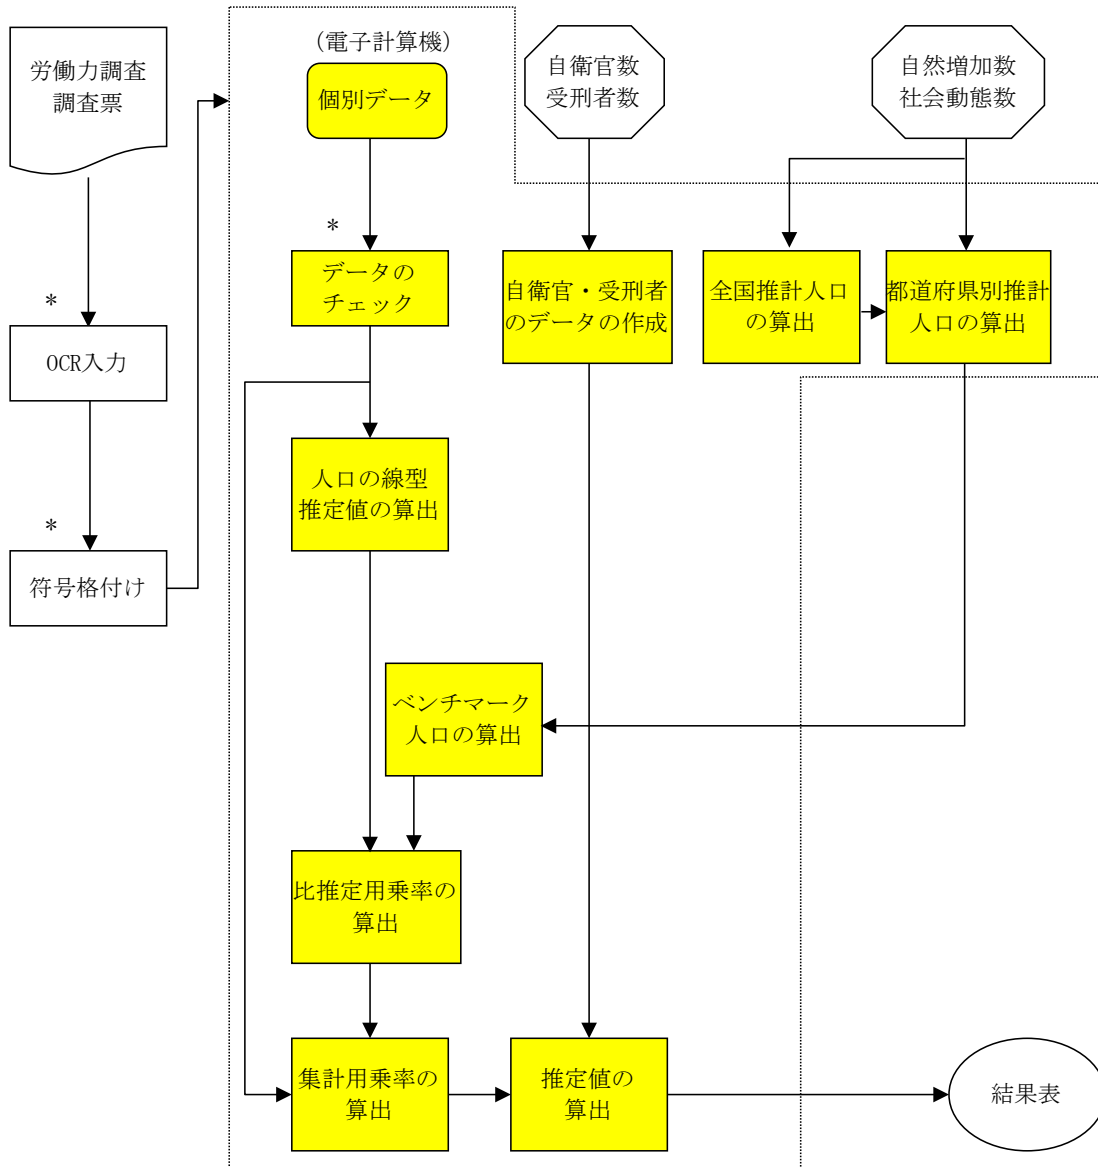 労働力調査
調査票
*
OCR入力
*
符号格付け
(電子計算機)
個別データ
*
データの
チェック
人口の線型
推定値の算出
ベンチマーク
人口の算出
比推定用乗率の
算出
集計用乗率の
算出
自衛官数
受刑者数
自衛官・受刑者
のデータの作成
推定値の
算出
自然増加数
社会動態数
全国推計人口
の算出
都道府県別推計
人口の算出
結果表